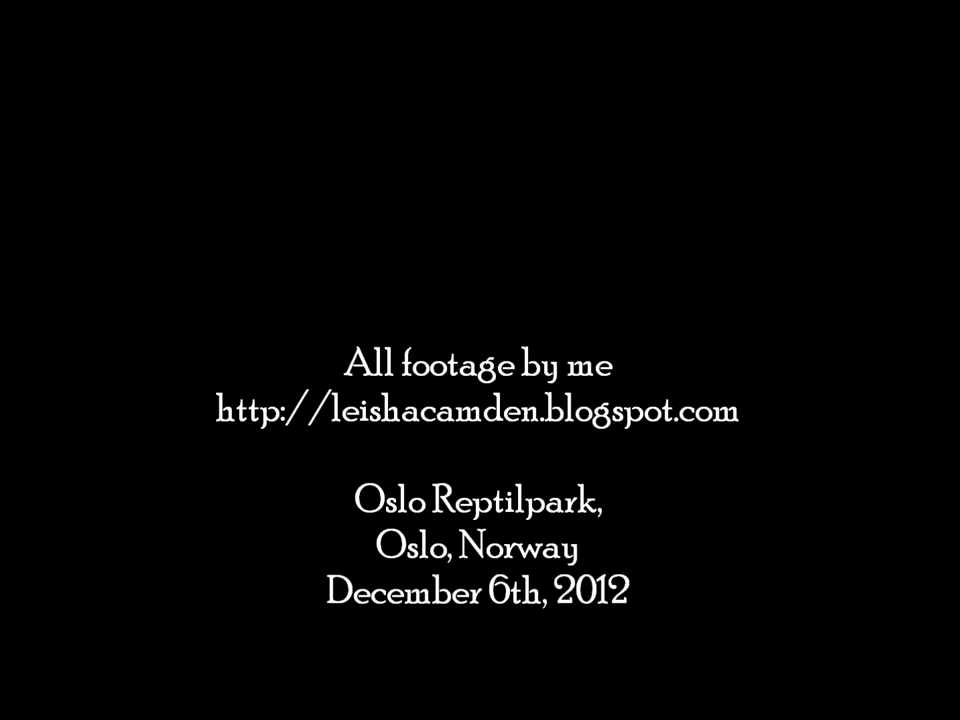 All footage by me
http://leishacamden.blogspot.com
Oslo Reptilpark,
Oslo, Norway
December 6th, 2012